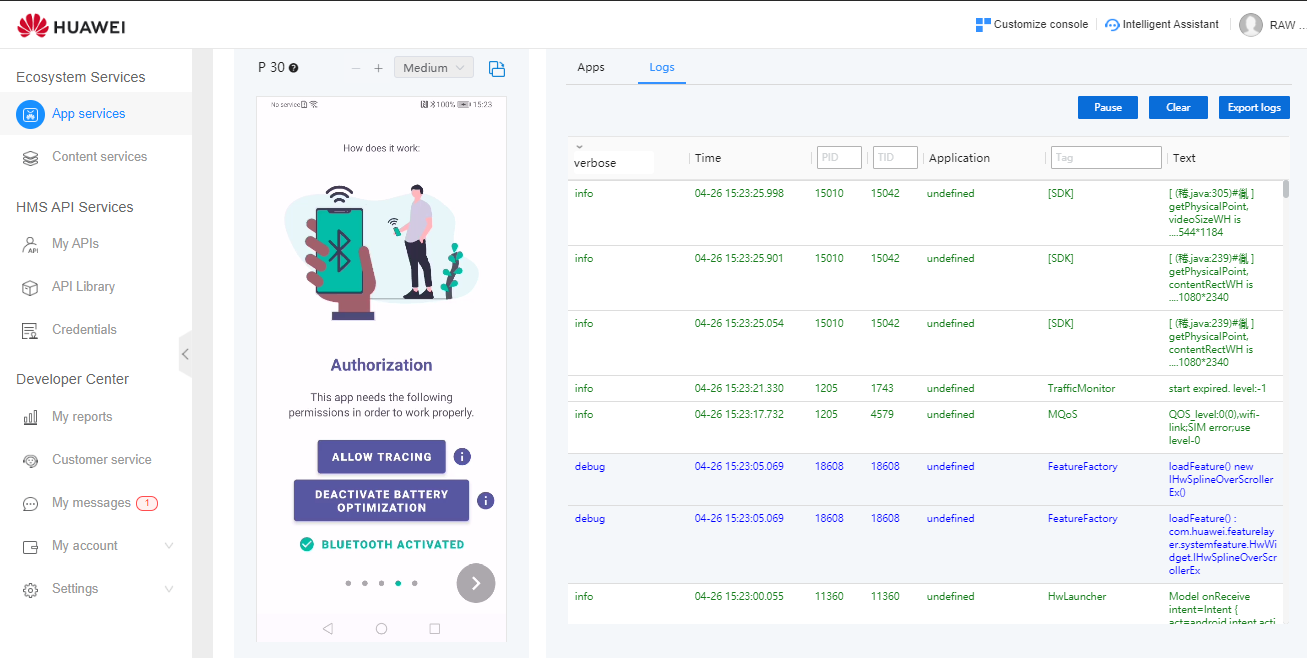 HUAWEI
Customize console
Intelligent Assistant
RAW ...
Ecosystem Services
App services
Content services
HMS API Services
My APIs
API Library
Credentials
Developer Center
My reports
Customer service
My messages 1
My account
Settings
P 30
Medium
No service
100%
15:23
How does it work:
Authorization
This app needs the following
permissions in order to work properly.
ALLOW TRACING
DEACTIVATE BATTERY
OPTIMIZATION
BLUETOOTH ACTIVATED
Apps
Logs
Pause
Clear
Export logs
verbose
Time
PID
TID
Application
Tag
Text
info 04-26 15:23:25.998 15010 15042 undefined [SDK]
.java:305)#
getPhysicalPoint,
videoSizeWH is
....544*1184
info 04-26 15:23:25.901 15010 15042 undefined [SDK]
.java:239)#
getPhysicalPoint,
contentRectWH is
....1080*2340
info 04-26 15:23:25.054 15010 15042 undefined [SDK]
.java:239)#
getPhysicalPoint,
contentRectWH is
....1080*2340
info 04-26 15:23:21.330 1205 1743 undefined TrafficMonitor start expired. level:-1
info 04-26 15:23:17.732 1205 4579 undefined MQoS QOS_level:0(0),wifi-
link;SIM error;use
level-0
debug 04-26 15:23:05.069 18608 18608 undefined FeatureFactory loadFeature() new
IHwSplineOverScroller
Ex()
debug 04-26 15:23:05.069 18608 18608 undefined FeatureFactory loadFeature() :
com.huawei.featurelay
er.systemfeature.HwWi
dget.IHwSplineOverScr
ollerEx
info 04-26 15:23:00.055 11360 11360 undefined HwLauncher Model onReceive
intent=Intent {
act=android.intent.acti